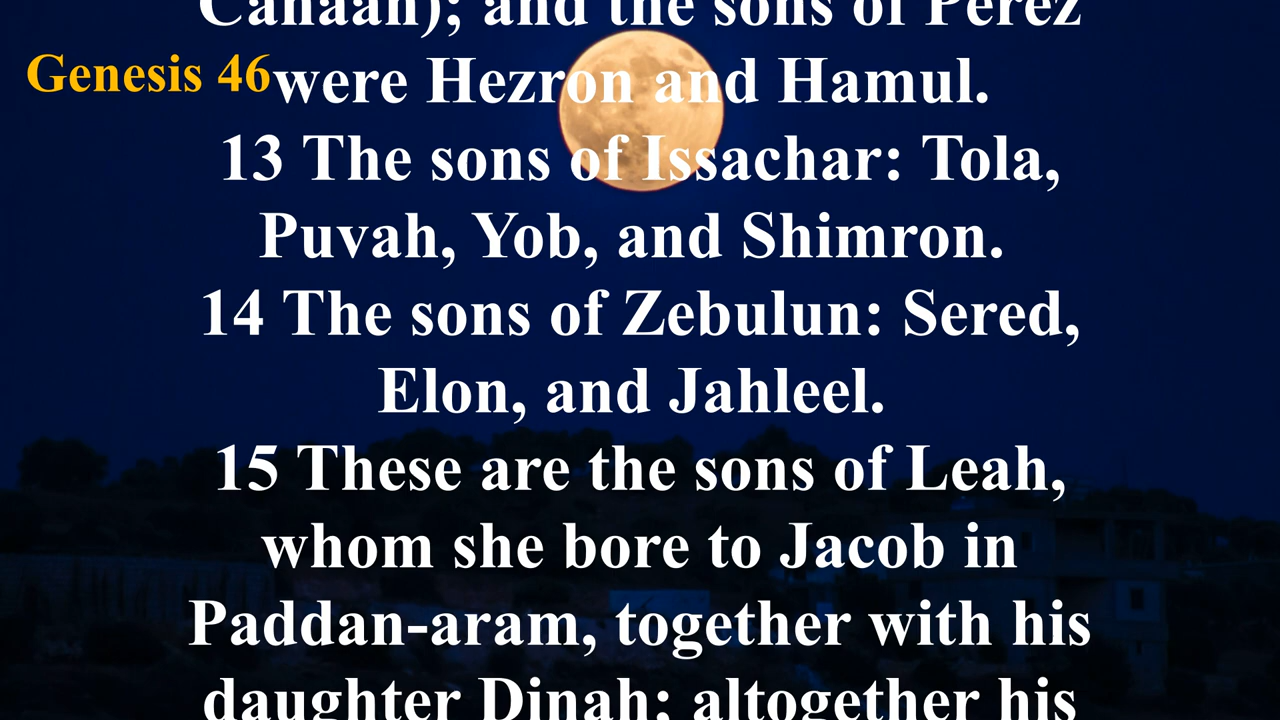 Canaan); and the sons of Perez
Genesis 46
were Hezron and Hamul.
13 The sons of Issachar: Tola,
Puvah, Yob, and Shimron.
14 The sons of Zebulun: Sered,
Elon, and Jahleel.
15 These are the sons of Leah,
whom she bore to Jacob in
Paddan-aram, together with his
daughter Dinah; altogether his